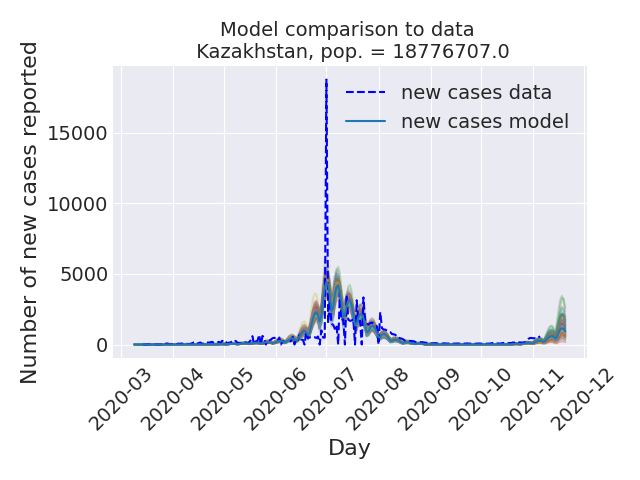 Model comparison to data
Kazakhstan, pop. = 18776707.0
Number of new cases reported
15000
10000
5000
0
new cases data
new cases model
2020-03
2020-04
2020-05
2020-06
2020-07
2020-08
2020-09
2020-10
2020-11
2020-12
Day